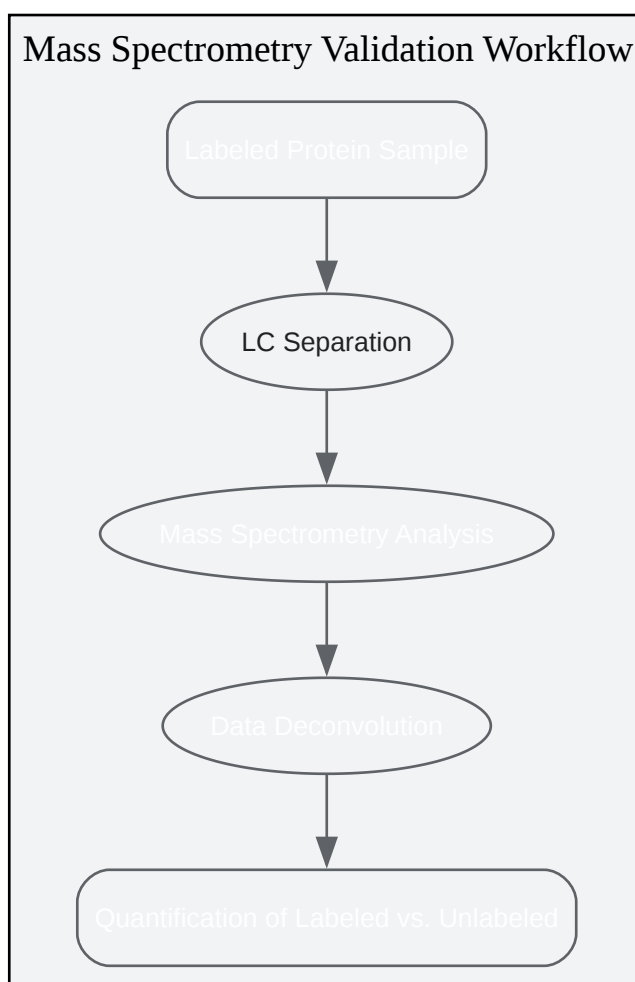 Mass Spectrometry Validation Workflow
Labeled Protein Sample
LC Separation
Mass Spectrometry Analysis
Data Deconvolution
Quantification of Labeled vs. Unlabeled